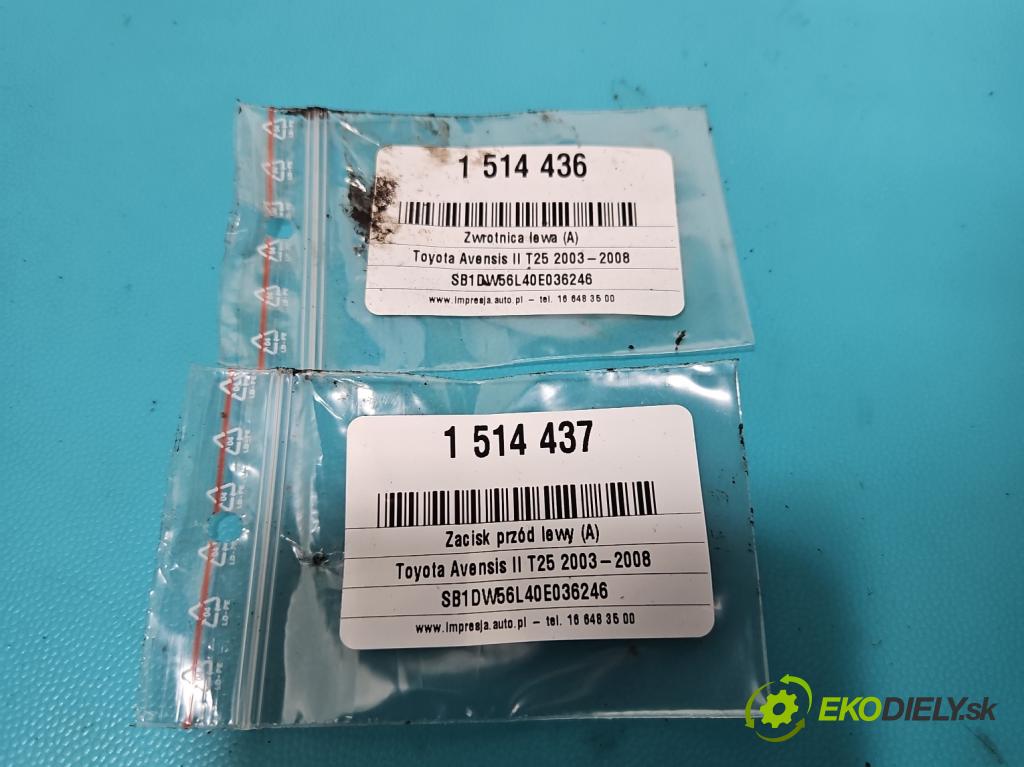 1 514 436
Zwrotnica lewa (A)
Toyota Avensis II T25 2003-2008
SB1DW56L40E036246
www.impresja.auto.pl - tel. 16 648 35 00
1 514 437
Zacisk przód lewy (A)
Toyota Avensis II T25 2003-2008
SB1DW56L40E036246
www.impresja.auto.pl - tel. 16 648 35 00
EKODIELY.sk